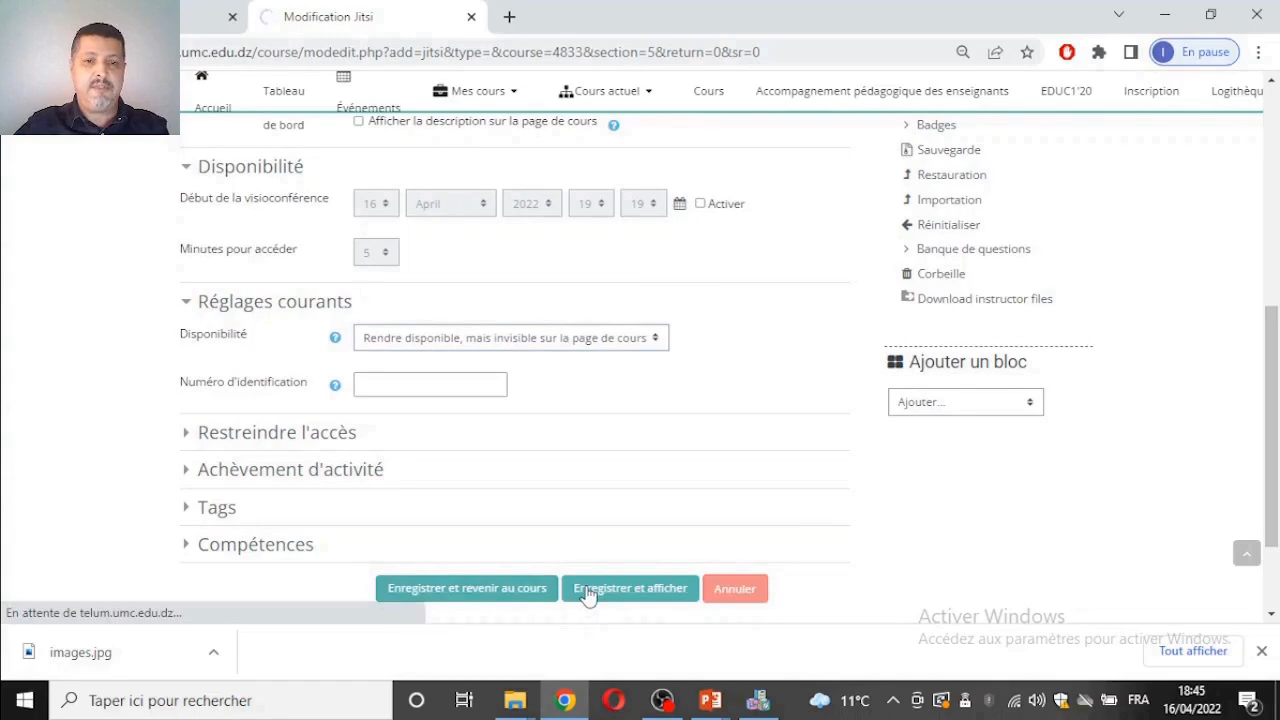 Modification Jitsi
.umc.edu.dz/course/modedit.php?add=jitsi&type=&course=4833&section=5&return=0&sr=0
I En pause
Accueil
Tableau
de bord
Événements
Mes cours
Cours actuel
Cours
Accompagnement pédagogique des enseignants
EDUC1'20
Inscription
Logithèqu
Afficher la description sur la page de cours
Disponibilité
Début de la visioconférence
16
April
2022
19
19
Activer
Minutes pour accéder
5
Réglages courants
Disponibilité
Rendre disponible, mais invisible sur la page de cours
Numéro d'identification
Restreindre l'accès
Achèvement d'activité
Tags
Compétences
Enregistrer et revenir au cours
Enregistrer et afficher
Annuler
Badges
Sauvegarde
Restauration
Importation
Réinitialiser
Banque de questions
Corbeille
Download instructor files
Ajouter un bloc
Ajouter...
En attente de telum.umc.edu.dz...
Activer Windows
Accédez aux paramètres pour activer Windows.
images.jpg
Tout afficher
Taper ici pour rechercher
11°C
FRA
18:45
16/04/2022
2